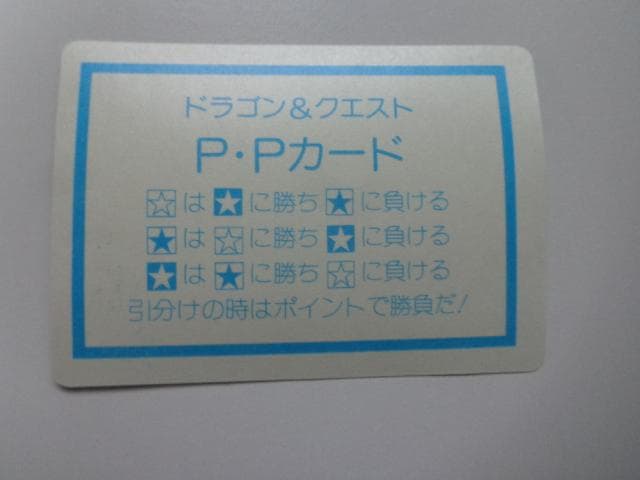 ドラゴン&クエスト
P・Pカード
☆は★に勝ち★に負ける
★は☆に勝ち★に負ける
★は★に勝ち☆に負ける
引分けの時はポイントで勝負だ!